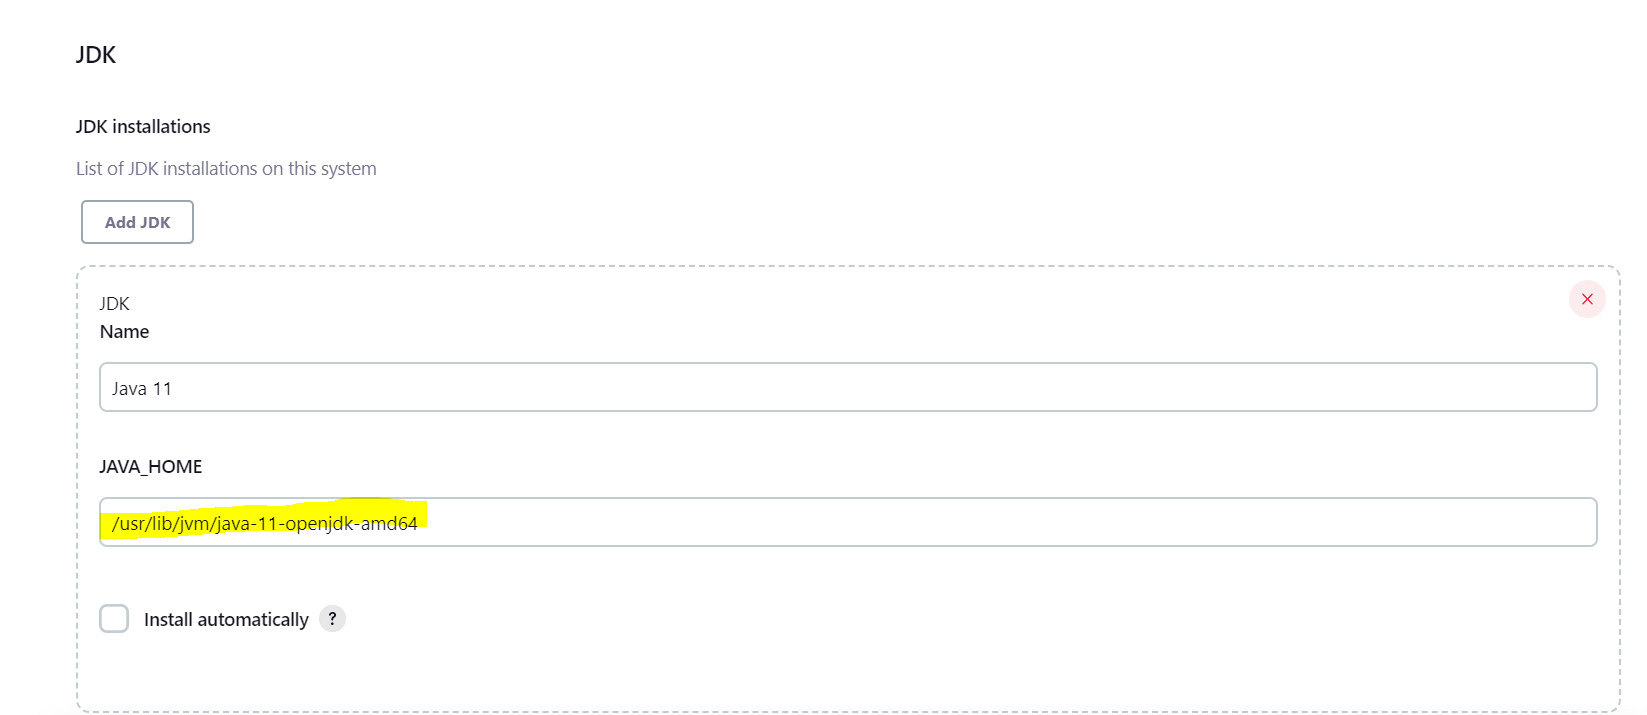 JDK
JDK installations
List of JDK installations on this system
Add JDK
JDK
Name
Java 11
JAVA_HOME
/usr/lib/jvm/java-11-openjdk-amd64
Install automatically ?